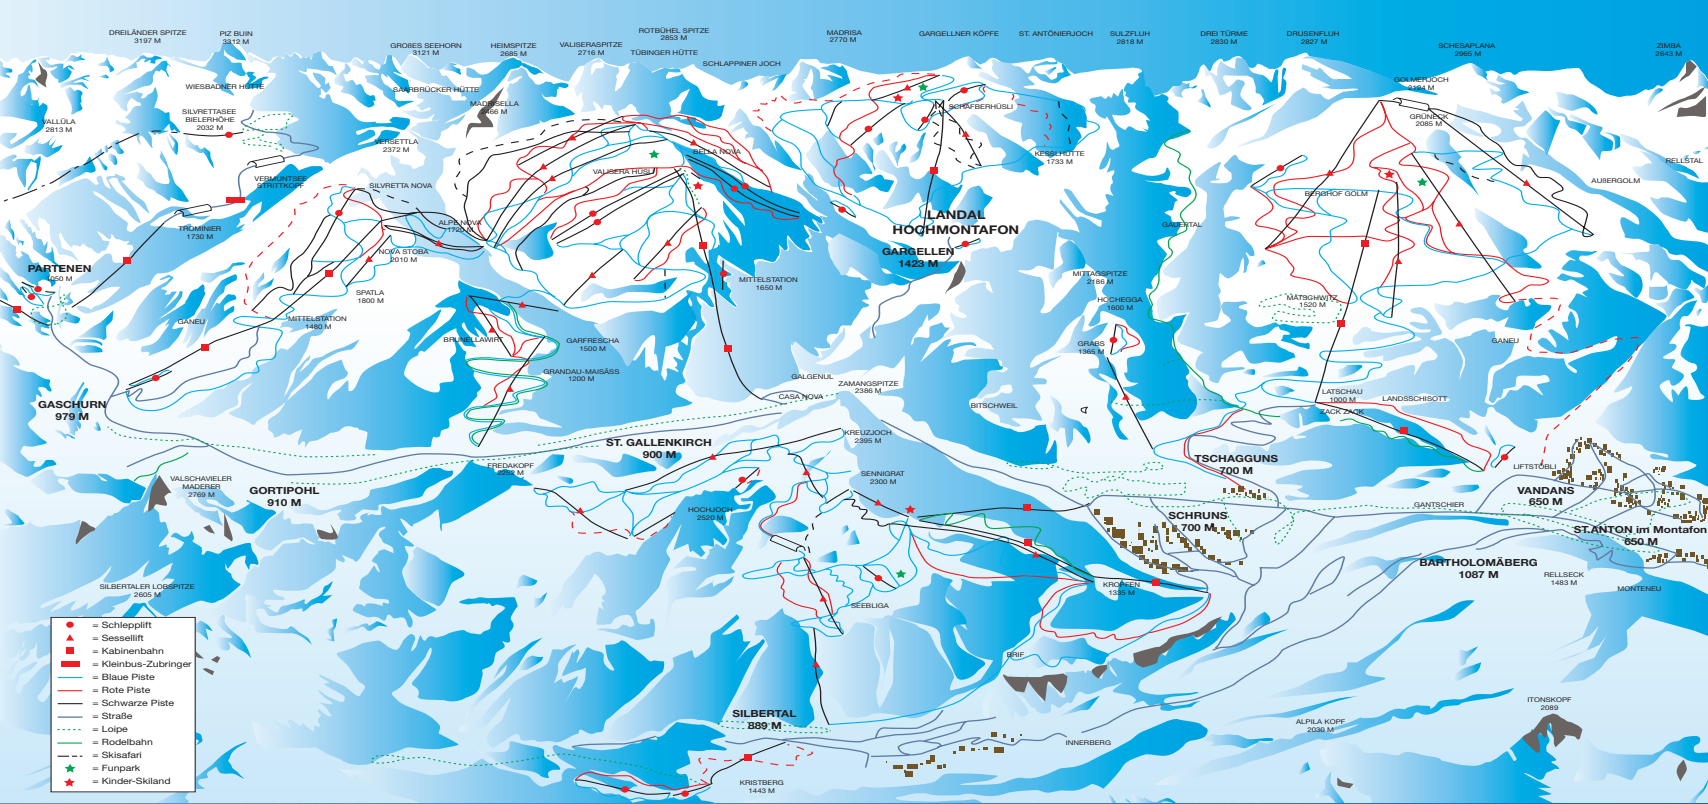 DREILÄNDER SPITZE
3197 M
PIZ BUIN
3312 M
GROßES SEEHORN
3121 M
HEIMSPITZE
2685 M
VALISERASPITZE
2716 M
ROTBÜHEL SPITZE
2853 M
TÜBINGER HÜTTE
SCHLAPPINER JOCH
MADRISA
2770 M
GARGELLNER KÖPFE
ST. ANTÖNIERJOCH
SULZFLUH
2818 M
DREI TÜRME
2830 M
DRUSENFLUH
2827 M
SCHESAPLANA
2965 M
ZIMBA
2643 M
WIESBADNER HÜTTE
SAARBRÜCKER HÜTTE
MADRISELLA
2466 M
GOLMERJOCH
2124 M
GRÜNECK
2085 M
VALLÜLA
2813 M
SILVRETTASEE
BIELERHÖHE
2032 M
VERSETTLA
2372 M
BELLA NOVA
VALISERA HÜSLI
SCHAFBERHÜSLI
KESSLHÜTTE
1733 M
RELLSTAL
AUßERGOLM
BERGHOF GOLM
VERMUNTSEE
STRITTKOPF
SILVRETTA NOVA
TROMINIER
1730 M
ALPE NOVA
1720 M
NOVA STOBA
2010 M
LANDAL
HOCHMONTAFON
GARGELLEN
1423 M
GAUERTAL
PARTENEN
1050 M
SPATLA
1800 M
MITTELSTATION
1650 M
MITTAGSPITZE
2186 M
HOCHEGGA
1600 M
MATSCHWITZ
1520 M
GANEU
MITTELSTATION
1480 M
BRUNELLAWIRT
GARFRESCHA
1500 M
GRANDAU-MAISÄSS
1200 M
GRABS
1365 M
GANEU
GALGENUL
ZAMANGSPITZE
2386 M
CASA NOVA
BITSCHWEIL
LATSCHAU
1000 M
LANDSSCHISOTT
ZACK ZACK
GASCHURN
979 M
ST. GALLENKIRCH
900 M
KREUZJOCH
2395 M
TSCHAGGUNS
700 M
FREDAKOPF
2252 M
SENNIGRAT
2300 M
LIFTSTÖBLI
VALSCHAVIELER
MADERER
2769 M
GORTIPOHL
910 M
HOCHJOCH
2520 M
SCHRUNS
700 M
VANDANS
650 M
GANTSCHIER
ST.ANTON im Montafon
650 M
BARTHOLOMÄBERG
1087 M
RELLSECK
1483 M
MONTENEU
SILBERTALER LOBSPITZE
2605 M
KROPFEN
1335 M
SEEBLIGA
BRIF
SILBERTAL
889 M
INNERBERG
ALPILA KOPF
2030 M
ITONSKOPF
2089
KRISTBERG
1443 M
= Schlepplift
= Sessellift
= Kabinenbahn
= Kleinbus-Zubringer
= Blaue Piste
= Rote Piste
= Schwarze Piste
= Straße
= Loipe
= Rodelbahn
= Skisafari
= Funpark
= Kinder-Skiland